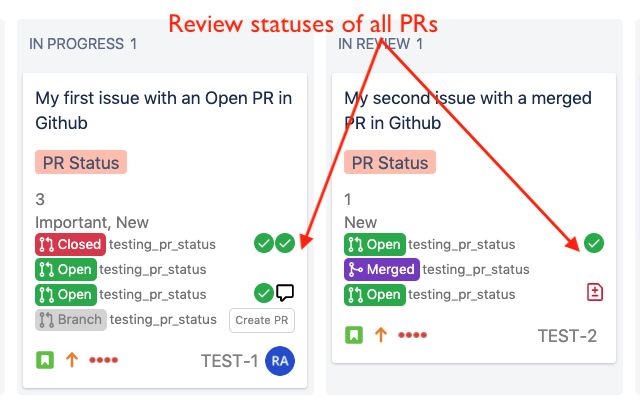 Review statuses of all PRs
IN PROGRESS 1
My first issue with an Open PR in
Github
PR Status
3
Important, New
Closed testing_pr_status
Open testing_pr_status
Open testing_pr_status
Branch testing_pr_status Create PR
TEST-1 RA
IN REVIEW 1
My second issue with a merged
PR in Github
PR Status
1
New
Open testing_pr_status
Merged testing_pr_status
Open testing_pr_status
TEST-2